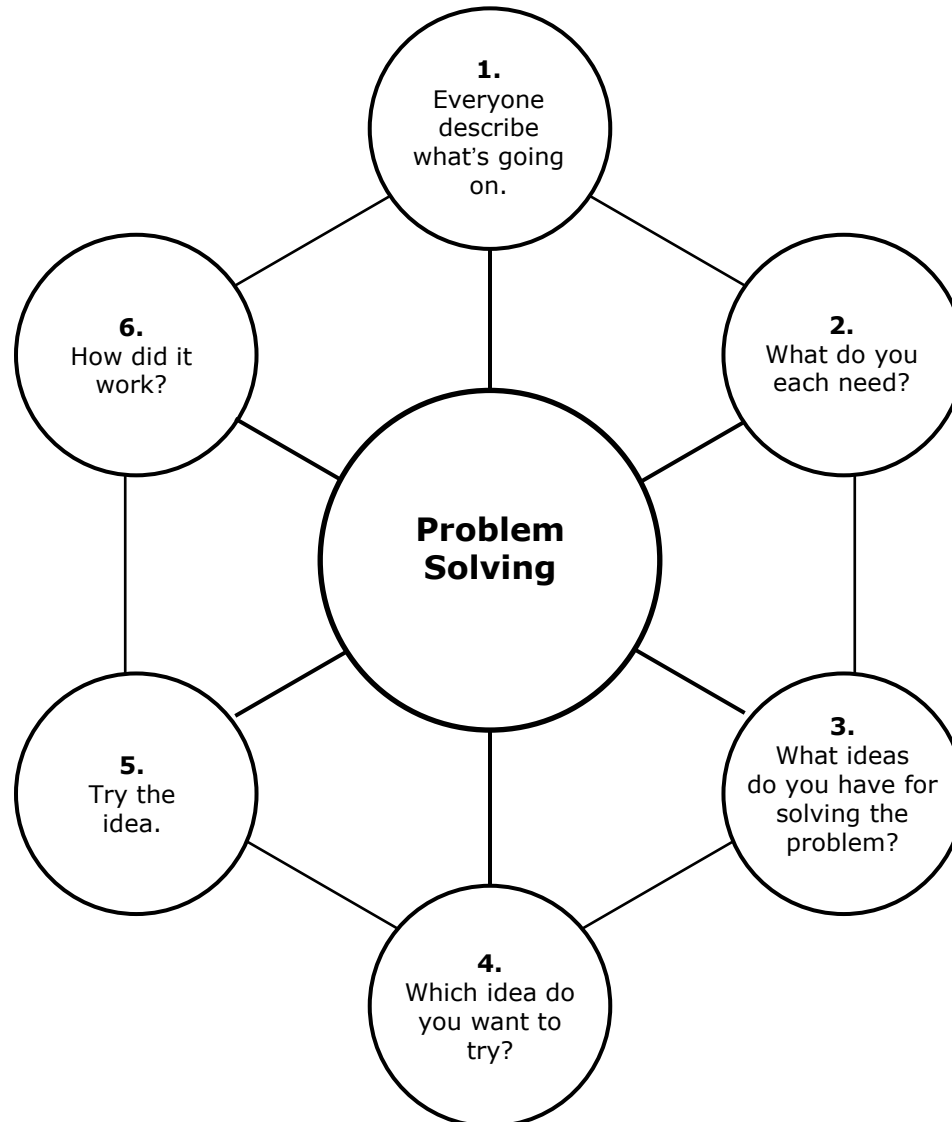 1.
Everyone
describe
what's going
on.
2.
What do you
each need?
3.
What ideas
do you have for
solving the
problem?
4.
Which idea do
you want to
try?
5.
Try the
idea.
6.
How did it
work?
Problem
Solving